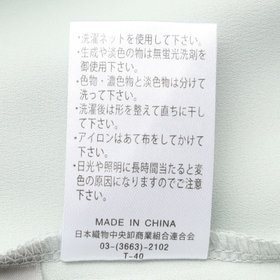 ・洗濯ネットを使用して下さい。
・生成や淡色の物は無蛍光洗剤を
御使用下さい。
・色物・濃色物と淡色物は分けて
洗って下さい。
・洗濯後は形を整えて直ちに干し
て下さい。
・アイロンはあて布をしてかけて
下さい。
・日光や照明に長時間当たると変
色の原因になりますのでご注意
下さい。
MADE IN CHINA
日本織物中央卸商業組合連合会
03-(3663)-2102
T-40